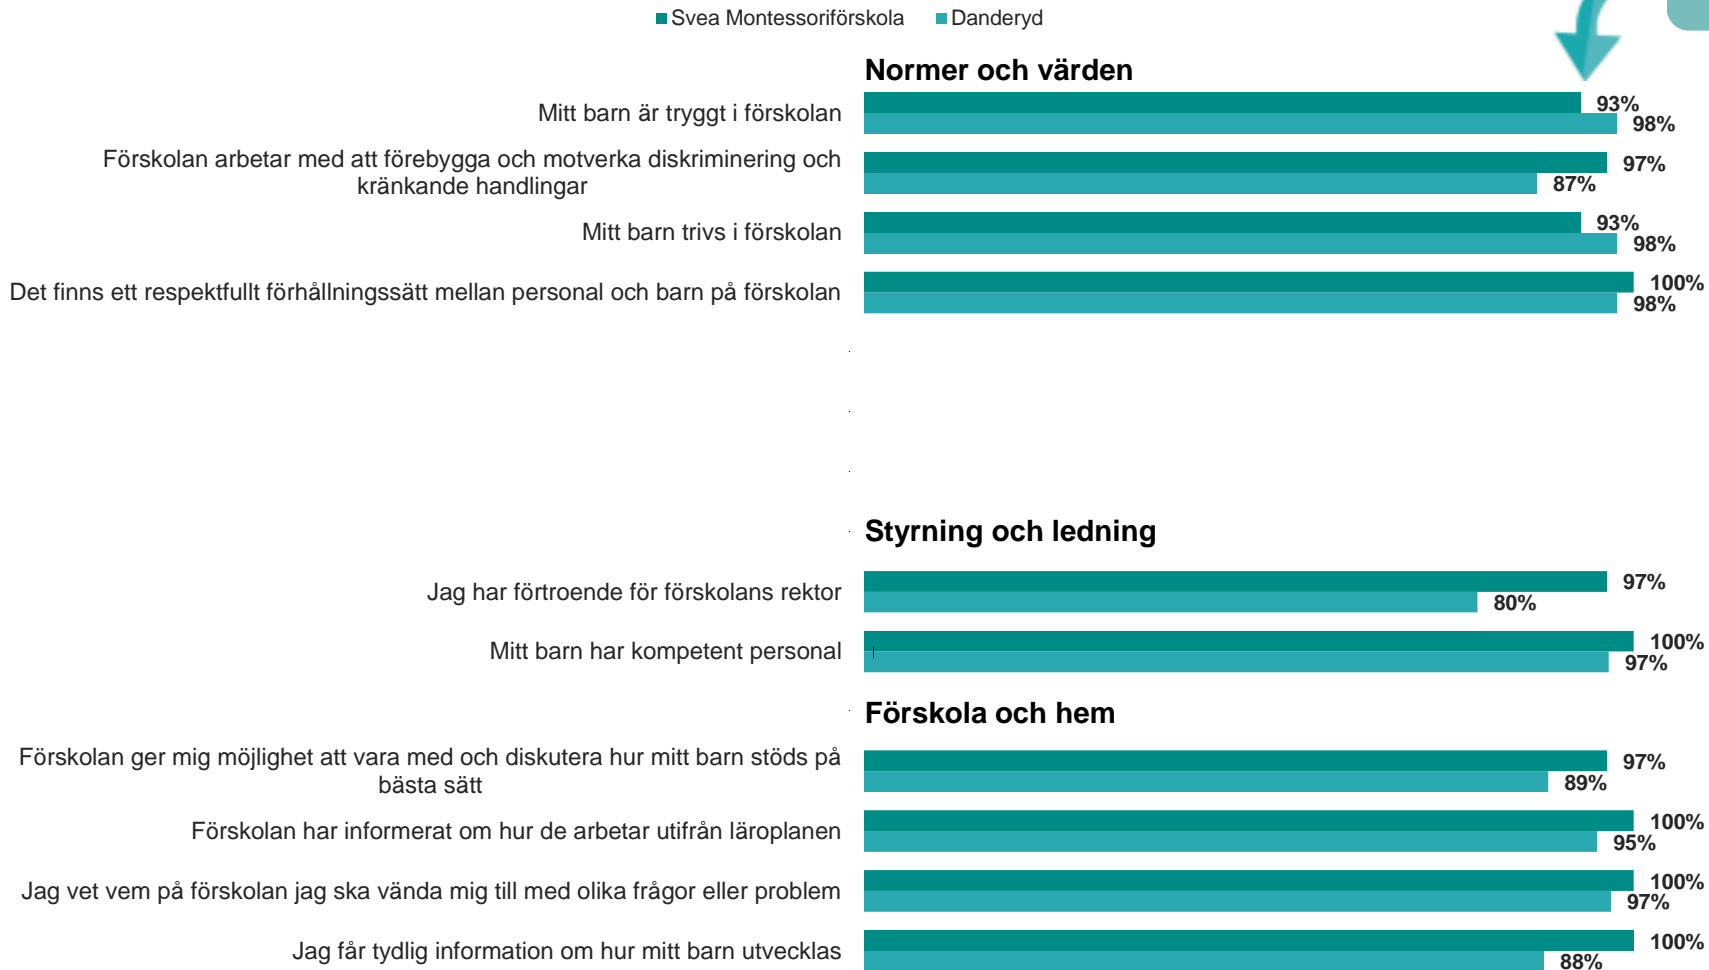 Svea Montessoriförskola Danderyd
Normer och värden
Mitt barn är tryggt i förskolan
93%
98%
Förskolan arbetar med att förebygga och motverka diskriminering och
kränkande handlingar
97%
87%
Mitt barn trivs i förskolan
93%
98%
Det finns ett respektfullt förhållningssätt mellan personal och barn på förskolan
100%
98%
Styrning och ledning
Jag har förtroende för förskolans rektor
97%
80%
Mitt barn har kompetent personal
100%
97%
Förskola och hem
Förskolan ger mig möjlighet att vara med och diskutera hur mitt barn stöds på
bästa sätt
97%
89%
Förskolan har informerat om hur de arbetar utifrån läroplanen
100%
95%
Jag vet vem på förskolan jag ska vända mig till med olika frågor eller problem
100%
97%
Jag får tydlig information om hur mitt barn utvecklas
100%
88%